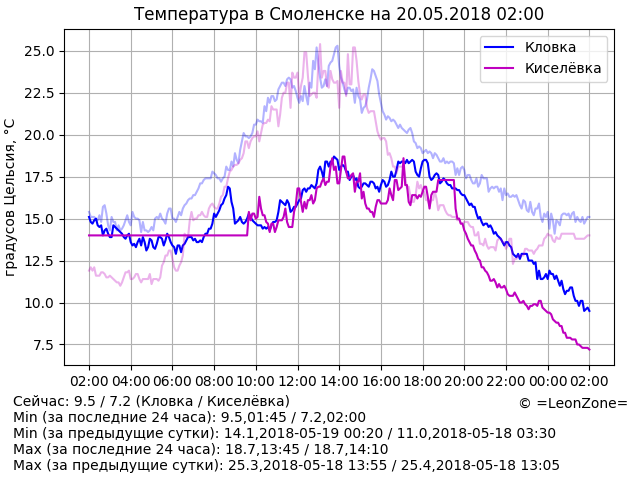 Температура в Смоленске на 20.05.2018 02:00
градусов Цельсия, °C
25.0
22.5
20.0
17.5
15.0
12.5
10.0
7.5
Кловка
Киселёвка
02:00 04:00 06:00 08:00 10:00 12:00 14:00 16:00 18:00 20:00 22:00 00:00 02:00
Сейчас: 9.5 / 7.2 (Кловка / Киселёвка)
© =LeonZone=
Min (за последние 24 часа): 9.5,01:45 / 7.2,02:00
Min (за предыдущие сутки): 14.1,2018-05-19 00:20 / 11.0,2018-05-18 03:30
Max (за последние 24 часа): 18.7,13:45 / 18.7,14:10
Max (за предыдущие сутки): 25.3,2018-05-18 13:55 / 25.4,2018-05-18 13:05